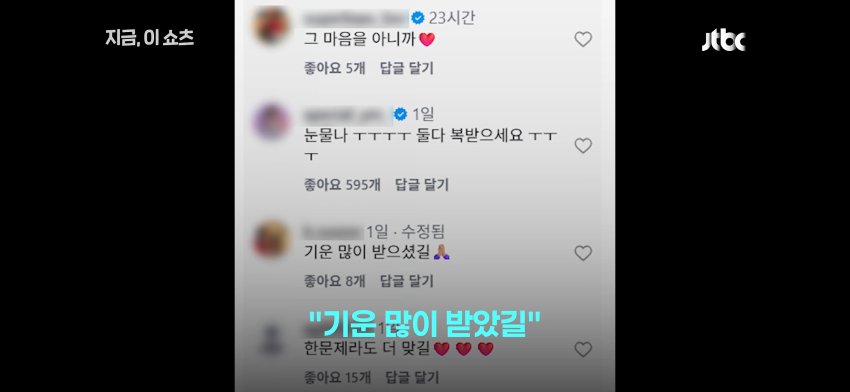 지금, 이 쇼츠
jtbc
23시간
그 마음을 아니까❤
좋아요 5개 답글 달기
1일
눈물나 ㅜㅜㅜㅜ 둘다 복받으세요 ㅜㅜ
ㅜ
좋아요 595개 답글 달기
1일 · 수정됨
기운 많이 받으셨길🙏🏼
좋아요 8개 답글 달기
"기운 많이 받았길"
한문제라도 더 맞길❤❤❤
좋아요 15개 답글 달기